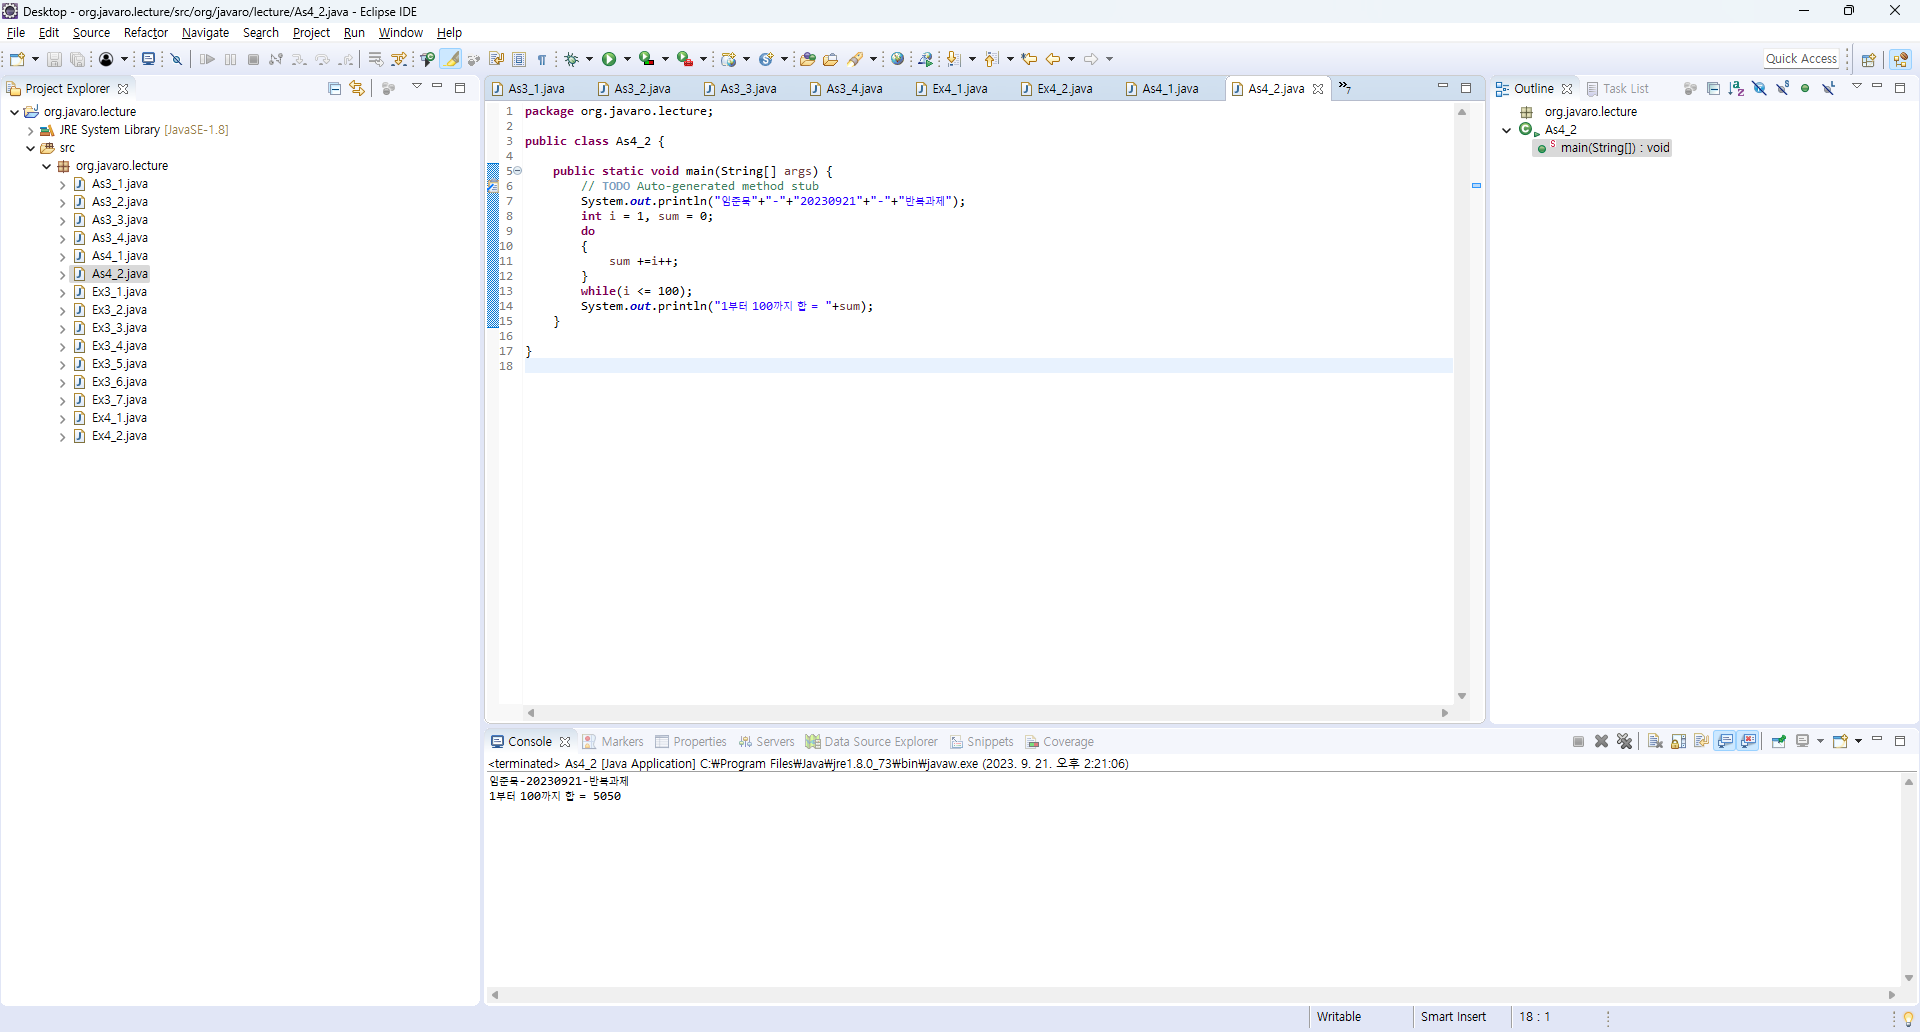 Desktop - org.javaro.lecture/src/org/javaro/lecture/As4_2.java - Eclipse IDE
File Edit Source Refactor Navigate Search Project Run Window Help
Quick Access
Project Explorer
org.javaro.lecture
JRE System Library [JavaSE-1.8]
src
org.javaro.lecture
As3_1.java
As3_2.java
As3_3.java
As3_4.java
As4_1.java
As4_2.java
Ex3_1.java
Ex3_2.java
Ex3_3.java
Ex3_4.java
Ex3_5.java
Ex3_6.java
Ex3_7.java
Ex4_1.java
Ex4_2.java
As3_1.java As3_2.java As3_3.java As3_4.java Ex4_1.java Ex4_2.java As4_1.java As4_2.java »7
1 package org.javaro.lecture;
2
3 public class As4_2 {
4
5 public static void main(String[] args) {
6 // TODO Auto-generated method stub
7 System.out.println("임준묵"+"-"+"20230921"+"-"+"반복과제");
8 int i = 1, sum = 0;
9 do
10 {
11 sum +=i++;
12 }
13 while(i <= 100);
14 System.out.println("1부터 100까지 합 = "+sum);
15 }
16
17 }
18
Outline Task List
org.javaro.lecture
As4_2
main(String[]) : void
Console Markers Properties Servers Data Source Explorer Snippets Coverage
<terminated> As4_2 [Java Application] C:₩Program Files₩Java₩jre1.8.0_73₩bin₩javaw.exe (2023. 9. 21. 오후 2:21:06)
임준묵-20230921-반복과제
1부터 100까지 합 = 5050
Writable Smart Insert 18 : 1